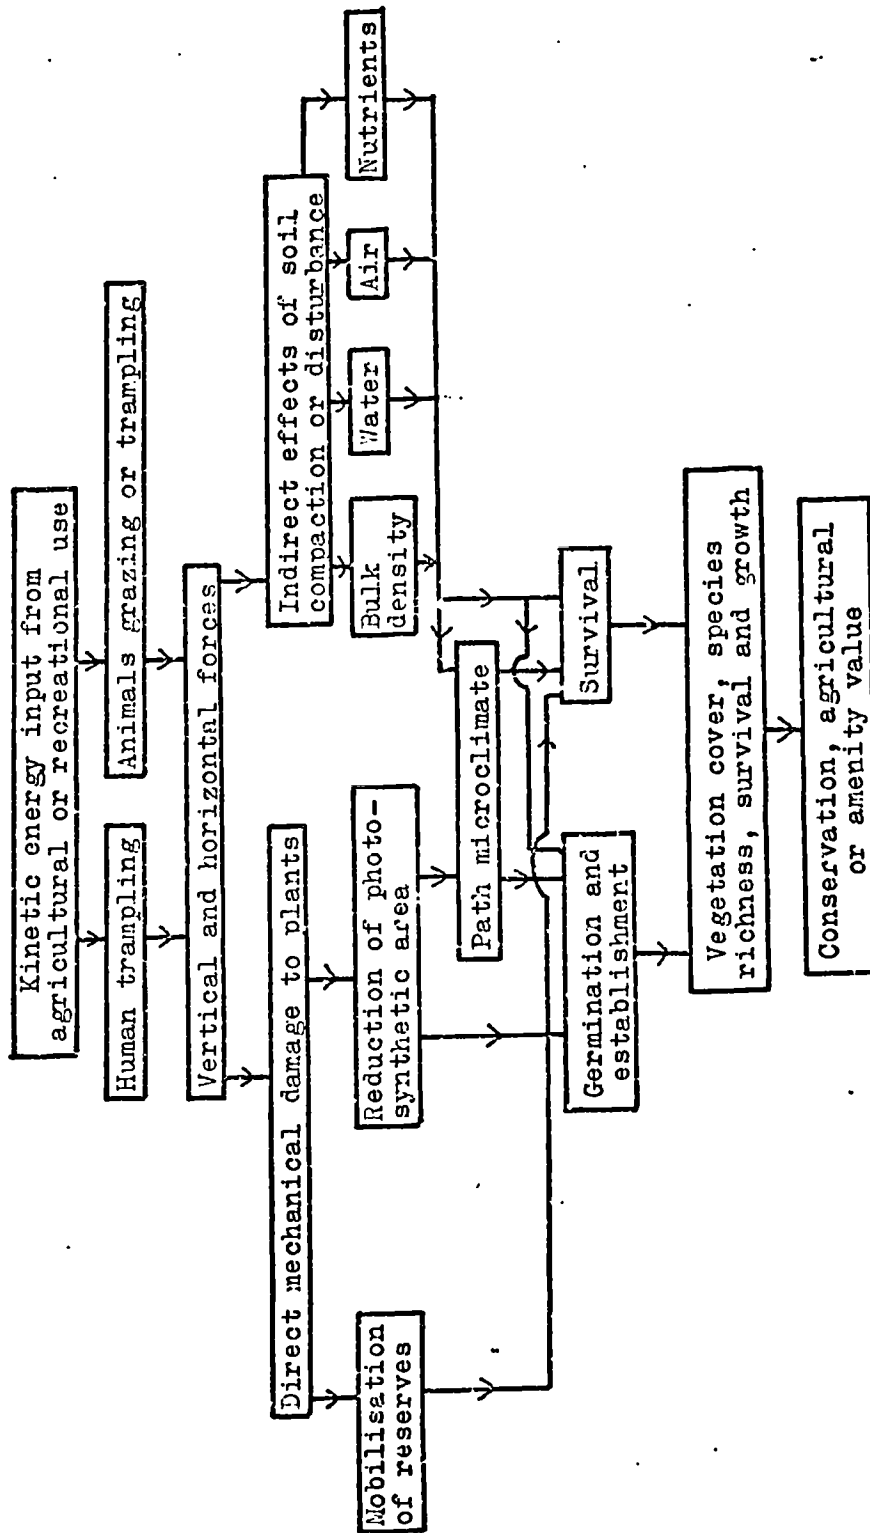 Kinetic energy input from
agricultural or recreational use
Human trampling
Animals grazing or trampling
Vertical and horizontal forces
Direct mechanical damage to plants
Indirect effects of soil
compaction or disturbance
Mobilisation
of reserves
Reduction of photo-
synthetic area
Bulk
density
Water
Air
Nutrients
Path microclimate
Germination and
establishment
Survival
Vegetation cover, species
richness, survival and growth
Conservation, agricultural
or amenity value